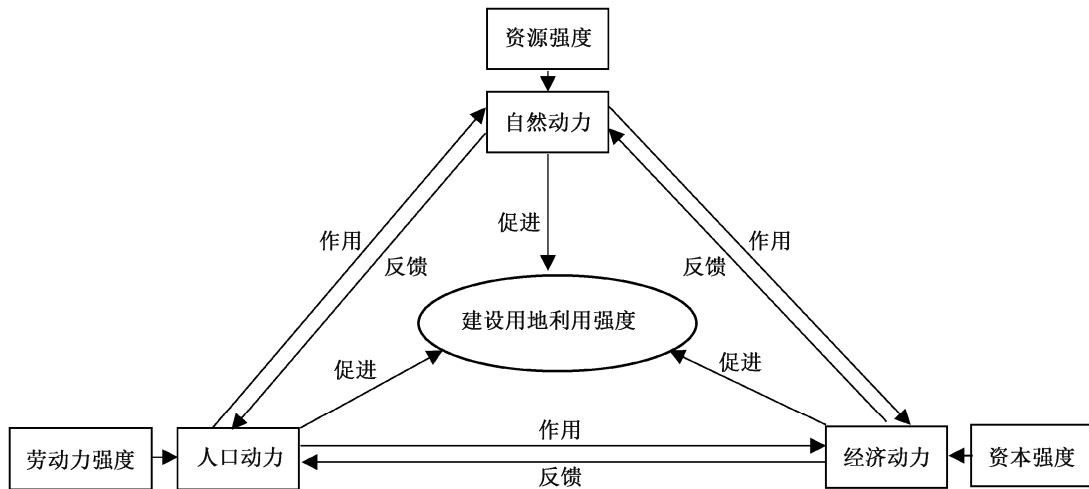 资源强度
自然动力
促进
作用
作用
反馈
反馈
建设用地利用强度
促进
促进
劳动力强度
人口动力
作用
反馈
经济动力
资本强度